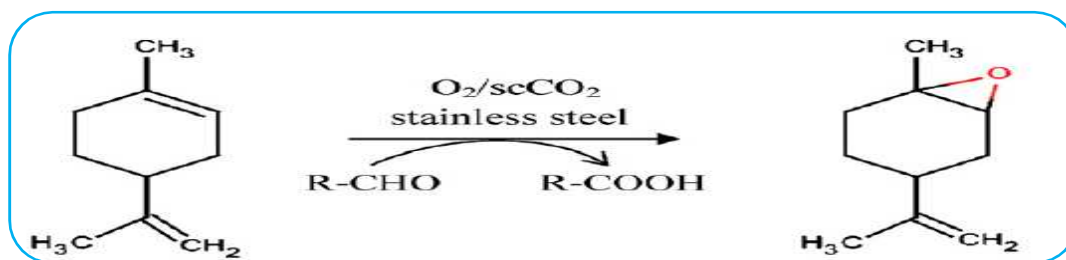 CH₃
O₂/scCO₂
stainless steel
R-CHO R-COOH
H₃C CH₂
CH₃
O
H₃C CH₂